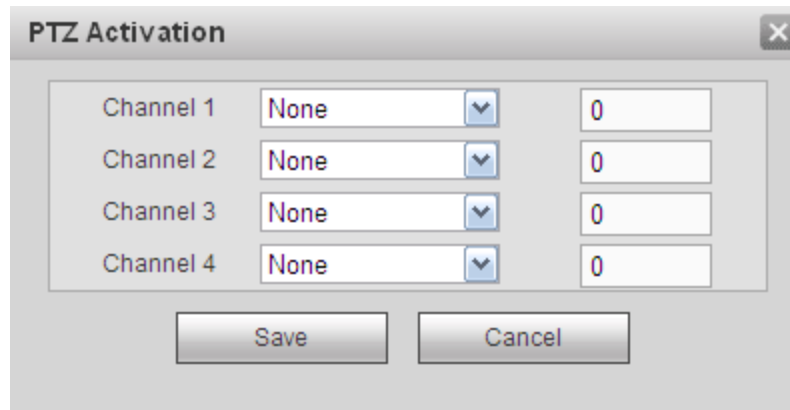 PTZ Activation
Channel 1 None 0
Channel 2 None 0
Channel 3 None 0
Channel 4 None 0
Save Cancel